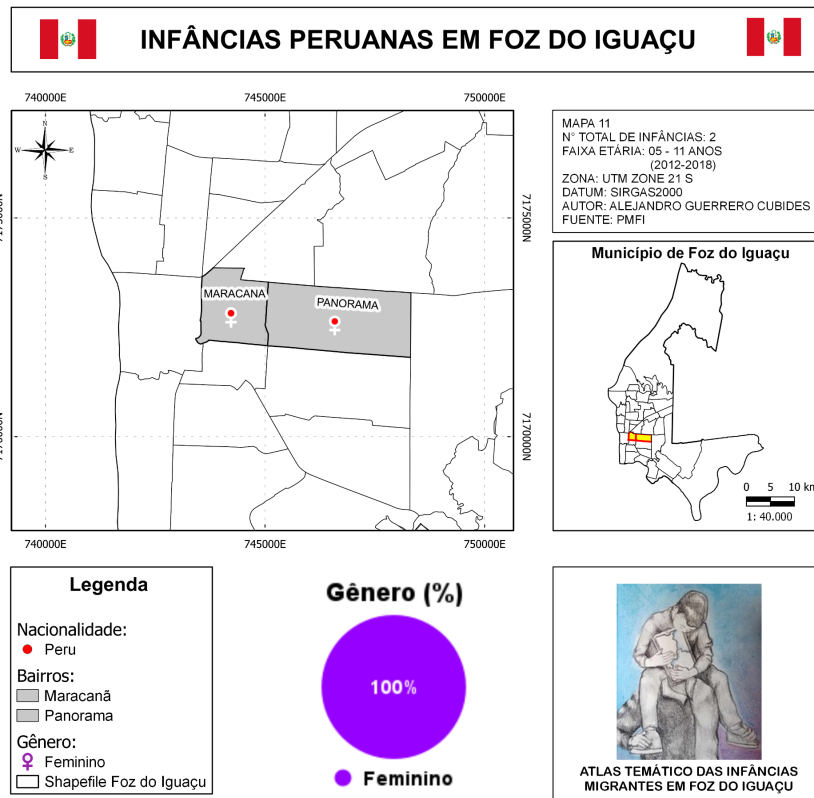 INFÂNCIAS PERUANAS EM FOZ DO IGUAÇU
740000E 745000E 750000E
N
W E
S
7175000N
7175000N
MARACANA
PANORAMA
7170000N
7170000N
740000E 745000E 750000E
MAPA 11
N° TOTAL DE INFÂNCIAS: 2
FAIXA ETÁRIA: 05 - 11 ANOS
(2012-2018)
ZONA: UTM ZONE 21 S
DATUM: SIRGAS2000
AUTOR: ALEJANDRO GUERRERO CUBIDES
FUENTE: PMFI
Município de Foz do Iguaçu
0 5 10 km
1: 40.000
Legenda
Nacionalidade:
Peru
Bairros:
Maracanã
Panorama
Gênero:
Feminino
Shapefile Foz do Iguaçu
Gênero (%)
100%
Feminino
ATLAS TEMÁTICO DAS INFÂNCIAS
MIGRANTES EM FOZ DO IGUAÇU